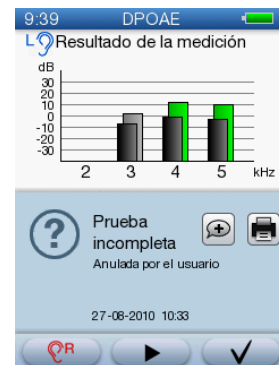 9:39 DPOAE
L Resultado de la medición
dB
30
20
10
0
-10
-20
-30
2 3 4 5 kHz
Prueba
incompleta
Anulada por el usuario
27-08-2010 10:33
R